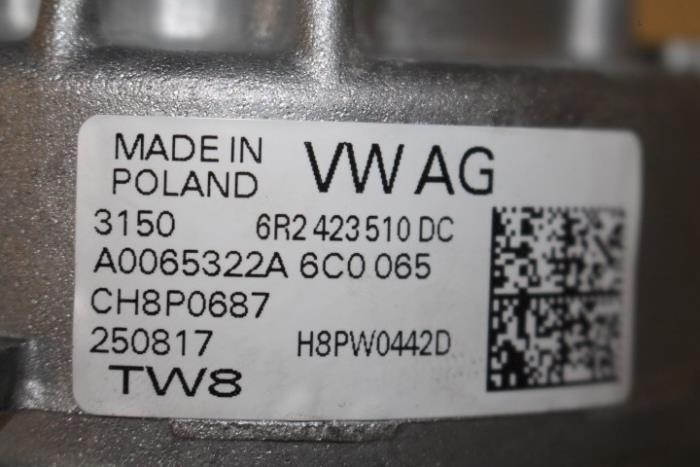 MADE IN
POLAND
VW AG
3150 6R2 423 510 DC
A0065322A 6C0 065
CH8P0687
250817 H8PW0442D
TW8